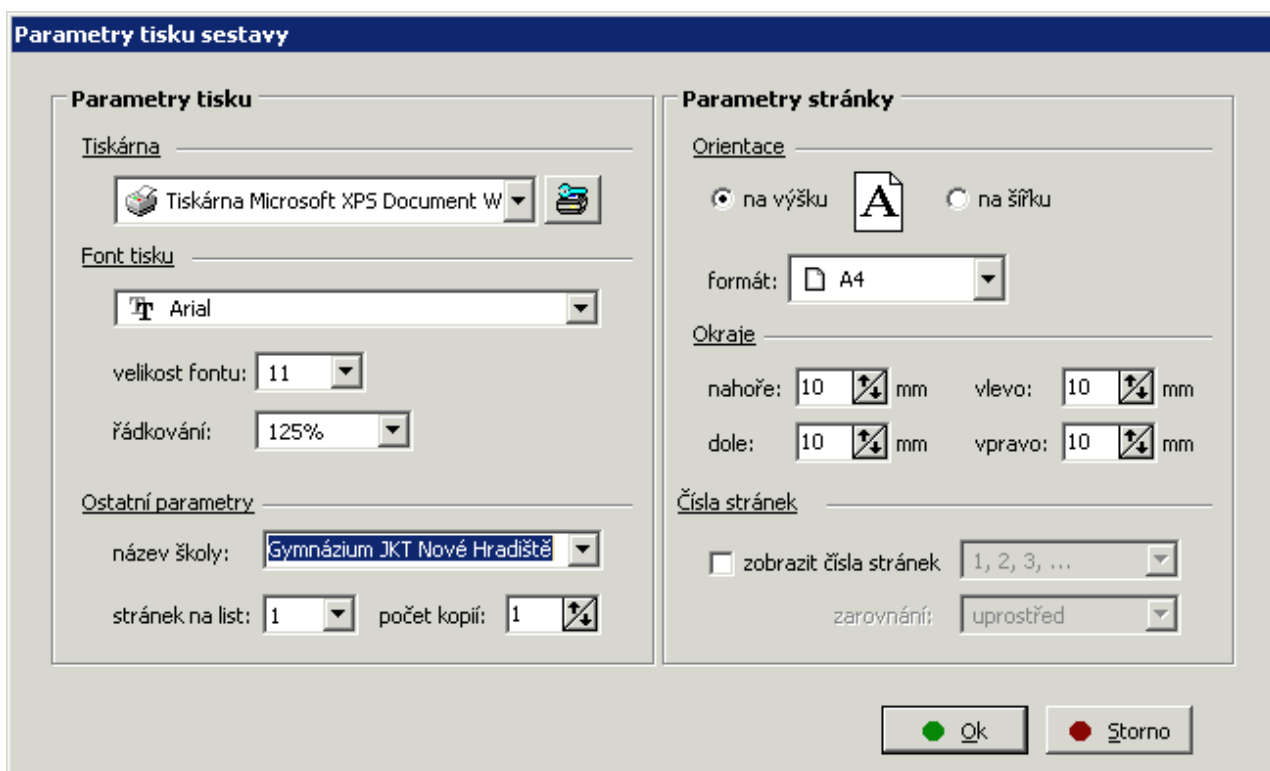 Parametry tisku sestavy
Parametry tisku
Tiskárna
Tiskárna Microsoft XPS Document W
Font tisku
Arial
velikost fontu: 11
řádkování: 125%
Ostatní parametry
název školy: Gymnázium JKT Nové Hradiště
stránek na list: 1 počet kopií: 1
Parametry stránky
Orientace
na výšku A na šířku
formát: A4
Okraje
nahoře: 10 mm vlevo: 10 mm
dole: 10 mm vpravo: 10 mm
Čísla stránek
zobrazit čísla stránek 1, 2, 3, ...
zarovnání: uprostřed
Ok Storno